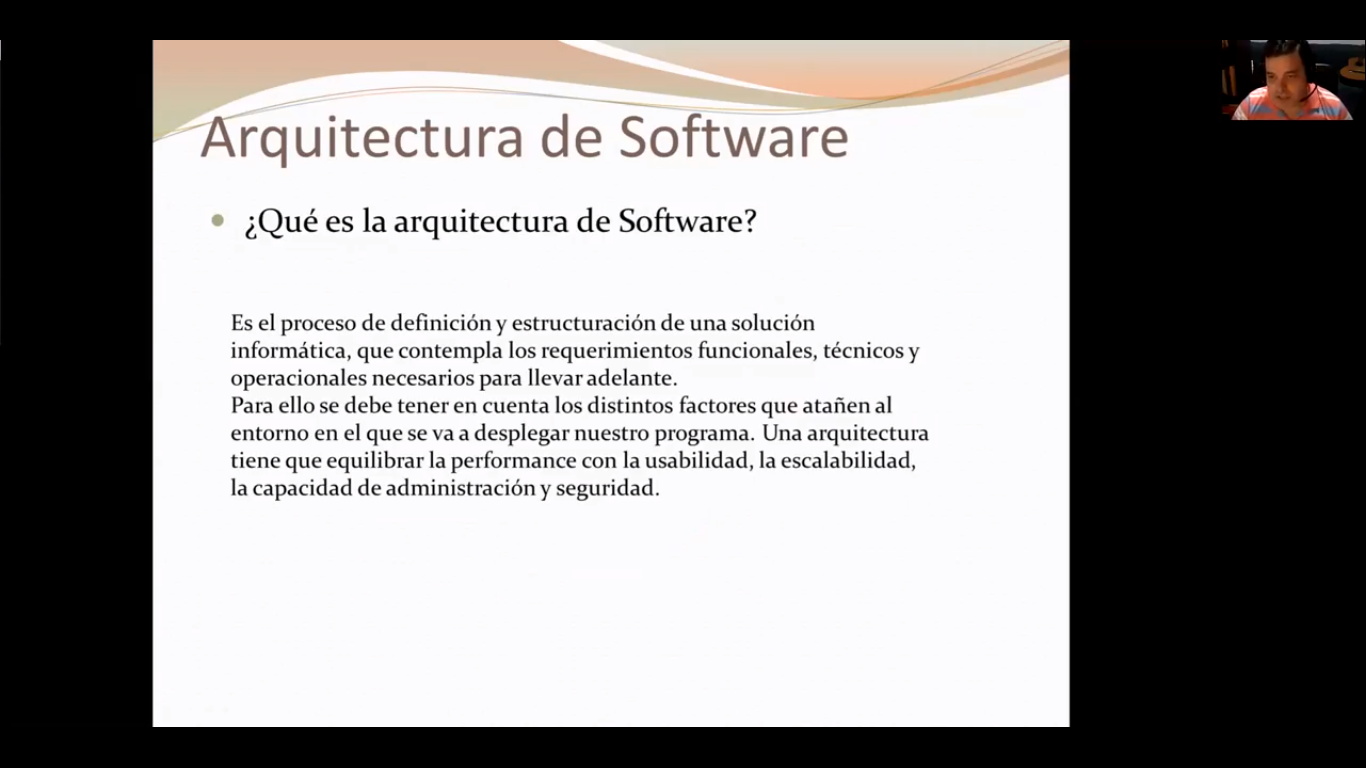 Arquitectura de Software
¿Qué es la arquitectura de Software?
Es el proceso de definición y estructuración de una solución
informática, que contempla los requerimientos funcionales, técnicos y
operacionales necesarios para llevar adelante.
Para ello se debe tener en cuenta los distintos factores que atañen al
entorno en el que se va a desplegar nuestro programa. Una arquitectura
tiene que equilibrar la performance con la usabilidad, la escalabilidad,
la capacidad de administración y seguridad.